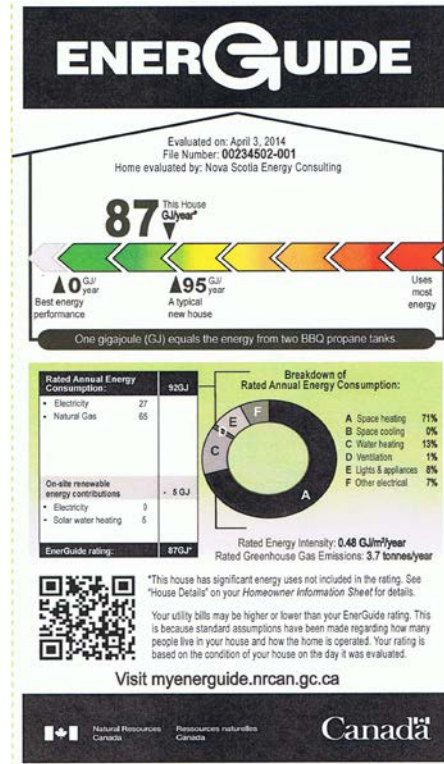 ENERGUIDE
Evaluated on: April 3, 2014
File Number: 00234502-001
Home evaluated by: Nova Scotia Energy Consulting
87 This House
GJ/year*
0 GJ/
year
Best energy
performance
95 GJ/
year
A typical
new house
Uses
most
energy
One gigajoule (GJ) equals the energy from two BBQ propane tanks.
Rated Annual Energy
Consumption: 92GJ
• Electricity 27
• Natural Gas 65
On-site renewable
energy contributions - 5 GJ
• Electricity 0
• Solar water heating 5
EnerGuide rating: 87GJ*
Breakdown of
Rated Annual Energy Consumption:
A
B
C
D
E
F
A Space heating 71%
B Space cooling 0%
C Water heating 13%
D Ventilation 1%
E Lights & appliances 8%
F Other electrical 7%
Rated Energy Intensity: 0.48 GJ/m²/year
Rated Greenhouse Gas Emissions: 3.7 tonnes/year
*This house has significant energy uses not included in the rating. See
"House Details" on your Homeowner Information Sheet for details.
Your utility bills may be higher or lower than your EnerGuide rating. This
is because standard assumptions have been made regarding how many
people live in your house and how the home is operated. Your rating is
based on the condition of your house on the day it was evaluated.
Visit myenerguide.nrcan.gc.ca
Natural Resources
Canada
Ressources naturelles
Canada
Canada